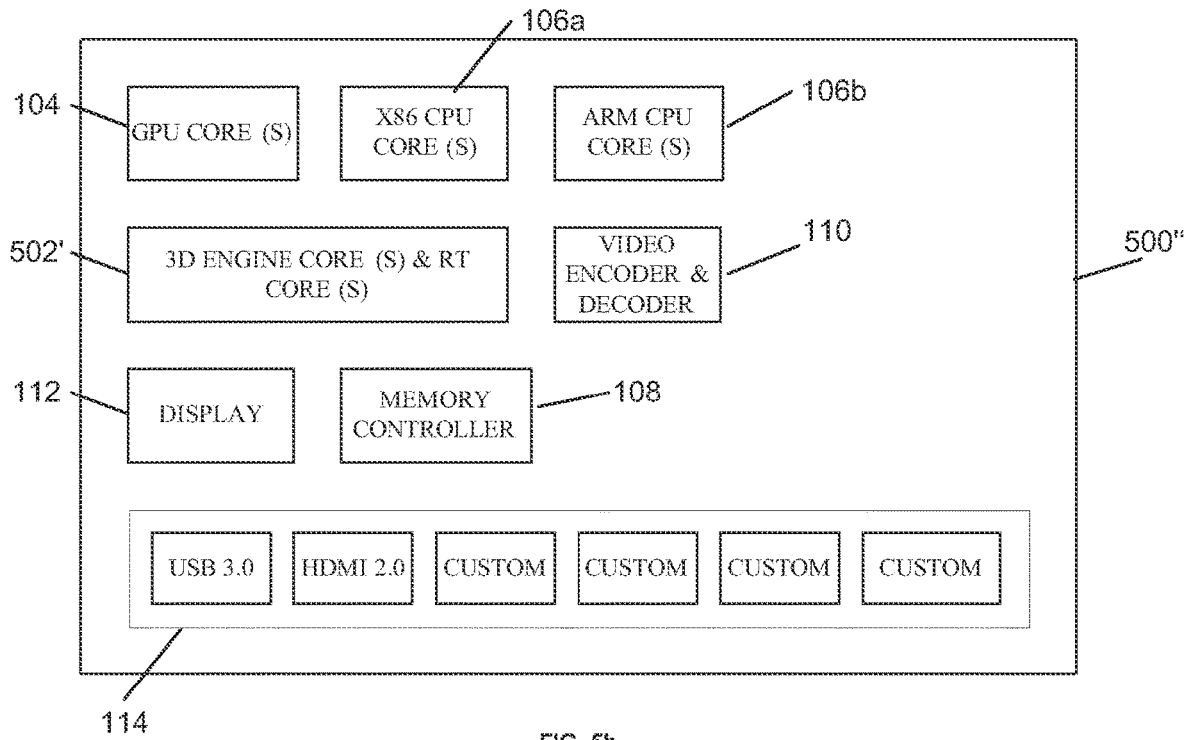 106a
104
GPU CORE (S)
X86 CPU
CORE (S)
ARM CPU
CORE (S)
106b
502'
3D ENGINE CORE (S) & RT
CORE (S)
VIDEO
ENCODER &
DECODER
110
500"
112
DISPLAY
MEMORY
CONTROLLER
108
USB 3.0
HDMI 2.0
CUSTOM
CUSTOM
CUSTOM
CUSTOM
114
FIG. 5b